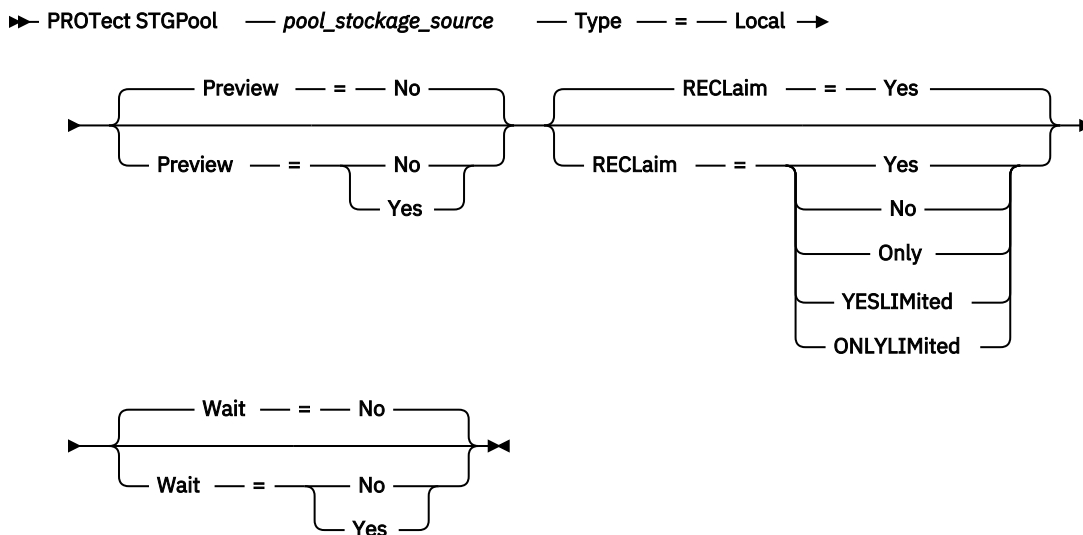 PROTect STGPool pool_stockage_source Type = Local
Preview = No RECLaim = Yes
Preview = No RECLaim = Yes
Yes No
Only
YESLIMited
ONLYLIMited
Wait = No
Wait = No
Yes